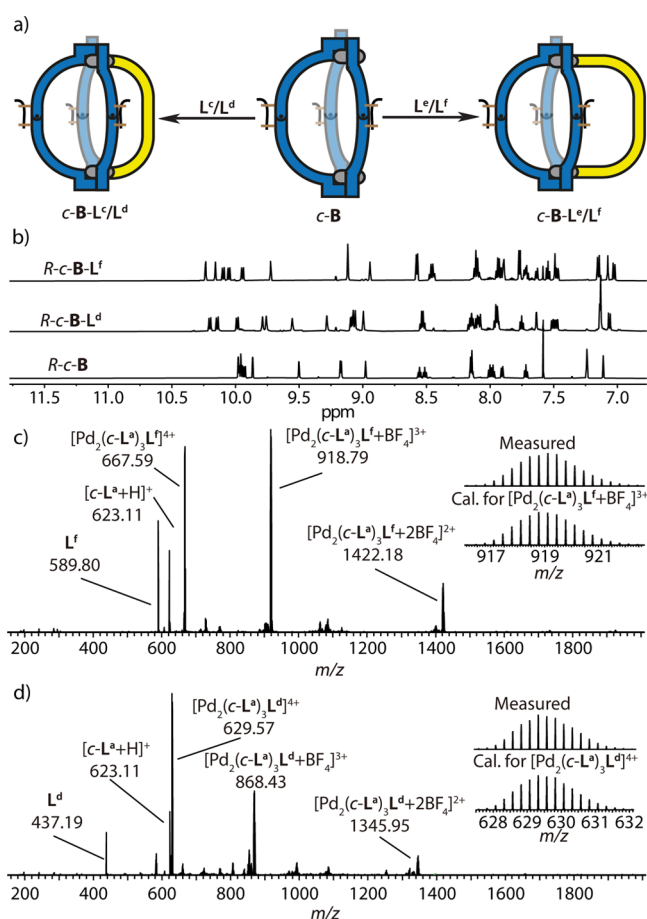 a)
Lᶜ/Lᵈ
Lᵉ/Lᶠ
c-B-Lᶜ/Lᵈ
c-B
c-B-Lᵉ/Lᶠ
b)
R-c-B-Lᶠ
R-c-B-Lᵈ
R-c-B
11.5 11.0 10.5 10.0 9.5 9.0 8.5 8.0 7.5 7.0
ppm
c)
[Pd₂(c-Lᵃ)₃Lᶠ]⁴⁺
667.59
[c-Lᵃ+H]⁺
623.11
Lᶠ
589.80
[Pd₂(c-Lᵃ)₃Lᶠ+BF₄]³⁺
918.79
[Pd₂(c-Lᵃ)₃Lᶠ+2BF₄]²⁺
1422.18
Measured
Cal. for [Pd₂(c-Lᵃ)₃Lᶠ+BF₄]³⁺
917 919 921
m/z
200 400 600 800 1000 1200 1400 1600 1800
m/z
d)
[Pd₂(c-Lᵃ)₃Lᵈ]⁴⁺
629.57
[c-Lᵃ+H]⁺
623.11
[Pd₂(c-Lᵃ)₃Lᵈ+BF₄]³⁺
868.43
Lᵈ
437.19
[Pd₂(c-Lᵃ)₃Lᵈ+2BF₄]²⁺
1345.95
Measured
Cal. for [Pd₂(c-Lᵃ)₃Lᵈ]⁴⁺
628 629 630 631 632
m/z
200 400 600 800 1000 1200 1400 1600 1800
m/z